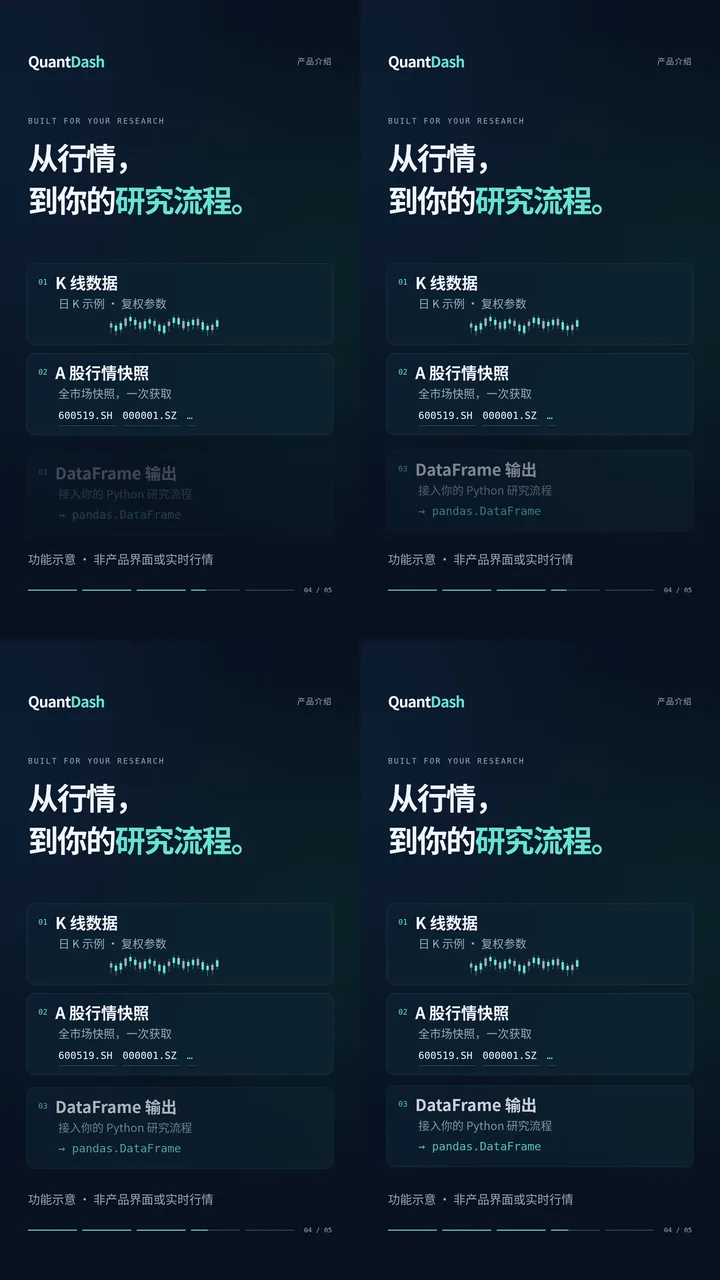 QuantDash
产品介绍
BUILT FOR YOUR RESEARCH
从行情，
到你的研究流程。
01 K 线数据
日 K 示例 · 复权参数
02 A 股行情快照
全市场快照，一次获取
600519.SH 000001.SZ …
03 DataFrame 输出
接入你的 Python 研究流程
→ pandas.DataFrame
功能示意 · 非产品界面或实时行情
04 / 05
QuantDash
产品介绍
BUILT FOR YOUR RESEARCH
从行情，
到你的研究流程。
01 K 线数据
日 K 示例 · 复权参数
02 A 股行情快照
全市场快照，一次获取
600519.SH 000001.SZ …
03 DataFrame 输出
接入你的 Python 研究流程
→ pandas.DataFrame
功能示意 · 非产品界面或实时行情
04 / 05
QuantDash
产品介绍
BUILT FOR YOUR RESEARCH
从行情，
到你的研究流程。
01 K 线数据
日 K 示例 · 复权参数
02 A 股行情快照
全市场快照，一次获取
600519.SH 000001.SZ …
03 DataFrame 输出
接入你的 Python 研究流程
→ pandas.DataFrame
功能示意 · 非产品界面或实时行情
04 / 05
QuantDash
产品介绍
BUILT FOR YOUR RESEARCH
从行情，
到你的研究流程。
01 K 线数据
日 K 示例 · 复权参数
02 A 股行情快照
全市场快照，一次获取
600519.SH 000001.SZ …
03 DataFrame 输出
接入你的 Python 研究流程
→ pandas.DataFrame
功能示意 · 非产品界面或实时行情
04 / 05